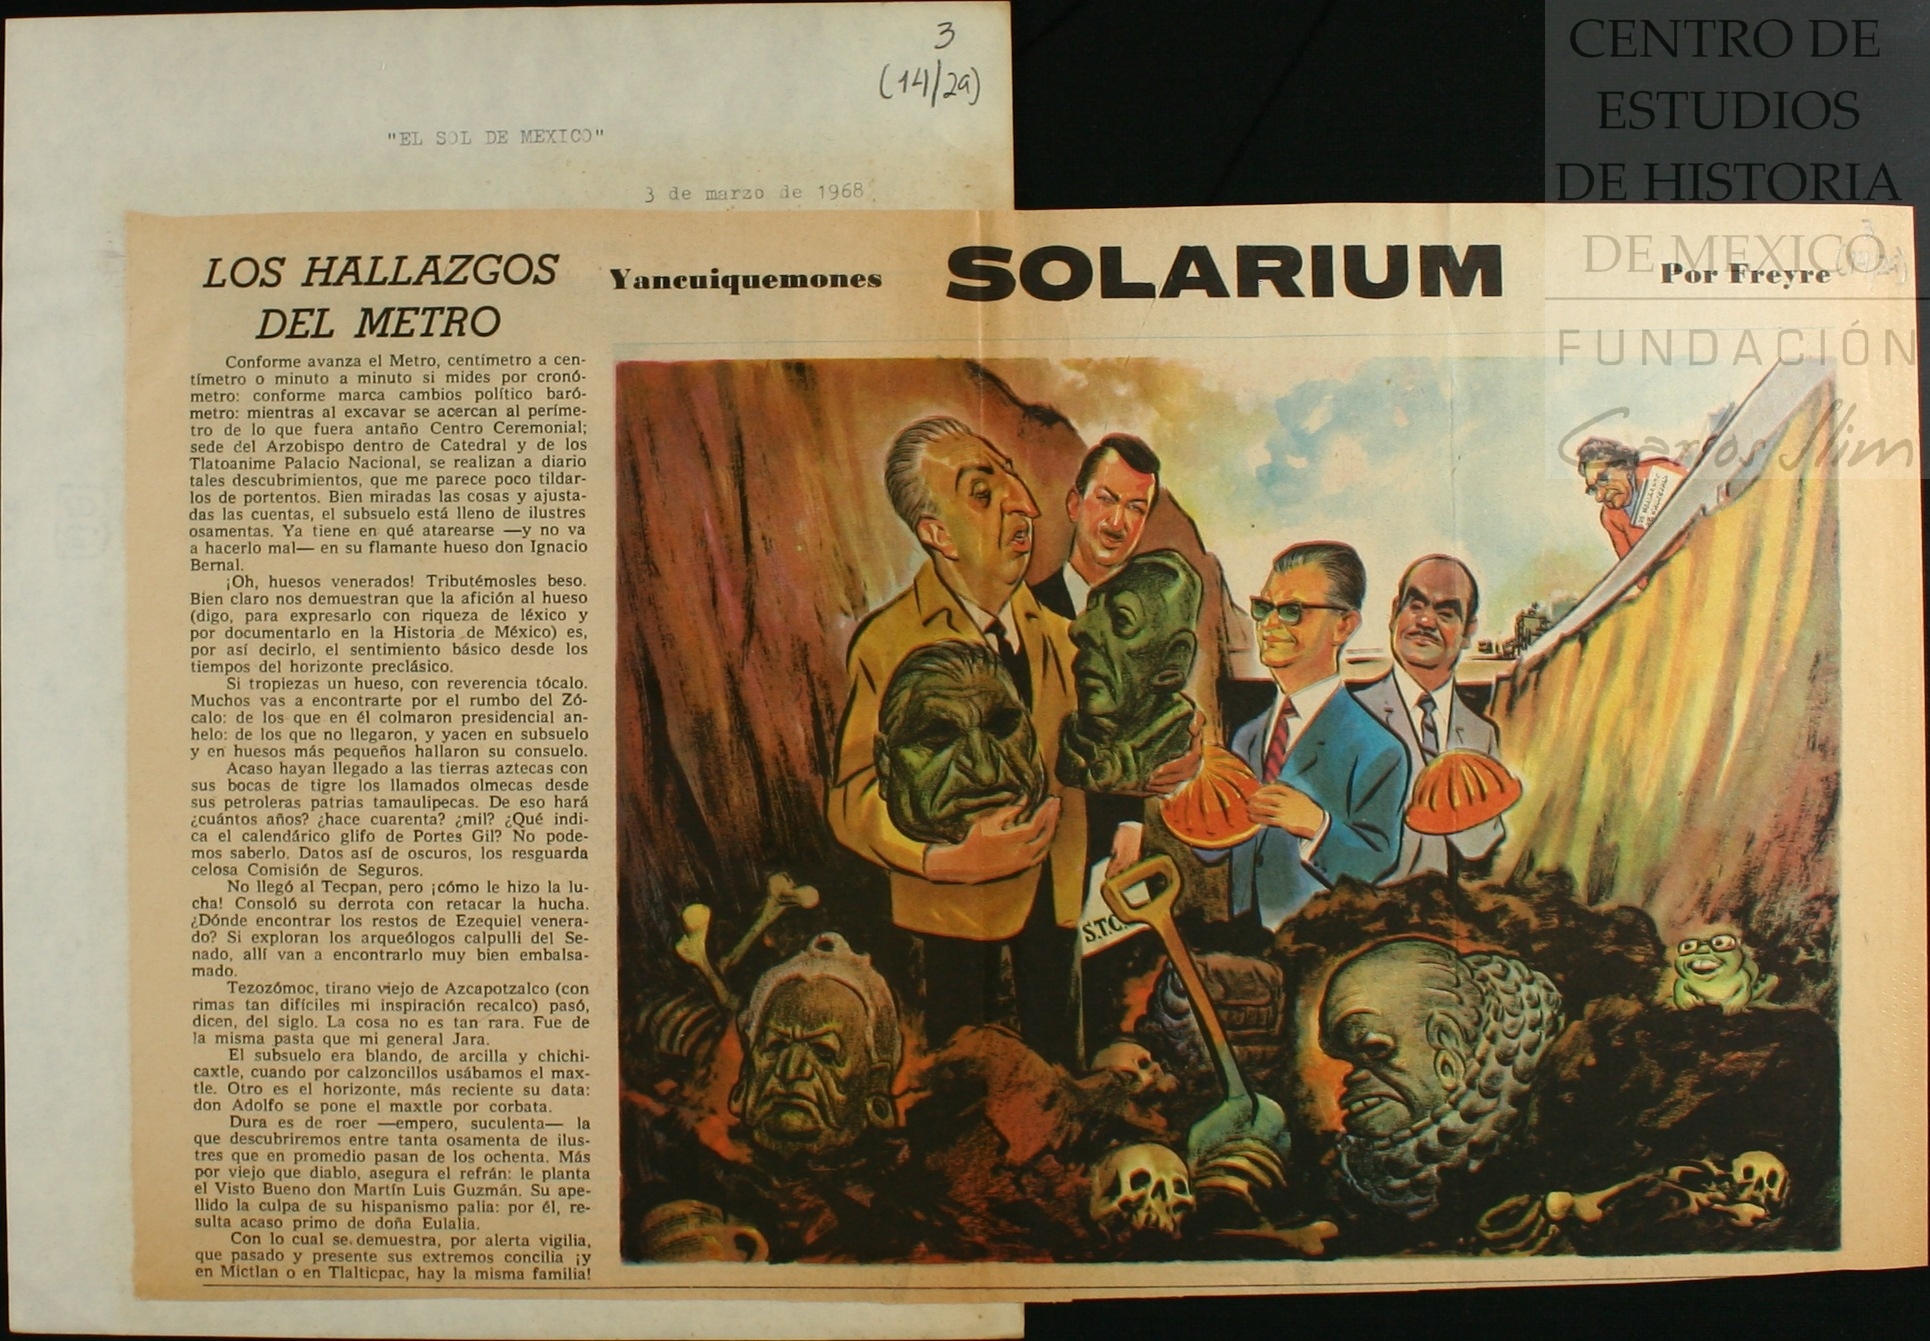 3
(14/29)
"EL SOL DE MEXICO"
3 de marzo de 1968
CENTRO DE
ESTUDIOS
DE HISTORIA
DE MEXICO
FUNDACIÓN
Carlos Slim
LOS HALLAZGOS
DEL METRO
Yancuiquemones
SOLARIUM
Por Freyre
Conforme avanza el Metro, centímetro a cen-
tímetro o minuto a minuto si mides por cronó-
metro: conforme marca cambios político baró-
metro: mientras al excavar se acercan al períme-
tro de lo que fuera antaño Centro Ceremonial;
sede del Arzobispo dentro de Catedral y de los
Tlatoanime Palacio Nacional, se realizan a diario
tales descubrimientos, que me parece poco tildar-
los de portentos. Bien miradas las cosas y ajusta-
das las cuentas, el subsuelo está lleno de ilustres
osamentas. Ya tiene en qué atarearse —y no va
a hacerlo mal— en su flamante hueso don Ignacio
Bernal.
¡Oh, huesos venerados! Tributémosles beso.
Bien claro nos demuestran que la afición al hueso
(digo, para expresarlo con riqueza de léxico y
por documentarlo en la Historia de México) es,
por así decirlo, el sentimiento básico desde los
tiempos del horizonte preclásico.
Si tropiezas un hueso, con reverencia tócalo.
Muchos vas a encontrarte por el rumbo del Zó-
calo: de los que en él colmaron presidencial an-
helo: de los que no llegaron, y yacen en subsuelo
y en huesos más pequeños hallaron su consuelo.
Acaso hayan llegado a las tierras aztecas con
sus bocas de tigre los llamados olmecas desde
sus petroleras patrias tamaulipecas. De eso hará
¿cuántos años? ¿hace cuarenta? ¿mil? ¿Qué indi-
ca el calendárico glifo de Portes Gil? No pode-
mos saberlo. Datos así de oscuros, los resguarda
celosa Comisión de Seguros.
No llegó al Tecpan, pero ¡cómo le hizo la lu-
cha! Consoló su derrota con retacar la hucha.
¿Dónde encontrar los restos de Ezequiel venera-
do? Si exploran los arqueólogos calpulli del Se-
nado, allí van a encontrarlo muy bien embalsa-
mado.
Tezozómoc, tirano viejo de Azcapotzalco (con
rimas tan difíciles mi inspiración recalco) pasó,
dicen, del siglo. La cosa no es tan rara. Fue de
la misma pasta que mi general Jara.
El subsuelo era blando, de arcilla y chichi-
caxtle, cuando por calzoncillos usábamos el max-
tle. Otro es el horizonte, más reciente su data:
don Adolfo se pone el maxtle por corbata.
Dura es de roer —empero, suculenta— la
que descubriremos entre tanta osamenta de ilus-
tres que en promedio pasan de los ochenta. Más
por viejo que diablo, asegura el refrán: le planta
el Visto Bueno don Martín Luis Guzmán. Su ape-
llido la culpa de su hispanismo palia: por él, re-
sulta acaso primo de doña Eulalia.
Con lo cual se demuestra, por alerta vigilia,
que pasado y presente sus extremos concilia ¡y
en Mictlan o en Tlalticpac, hay la misma familia!
S.T.C.